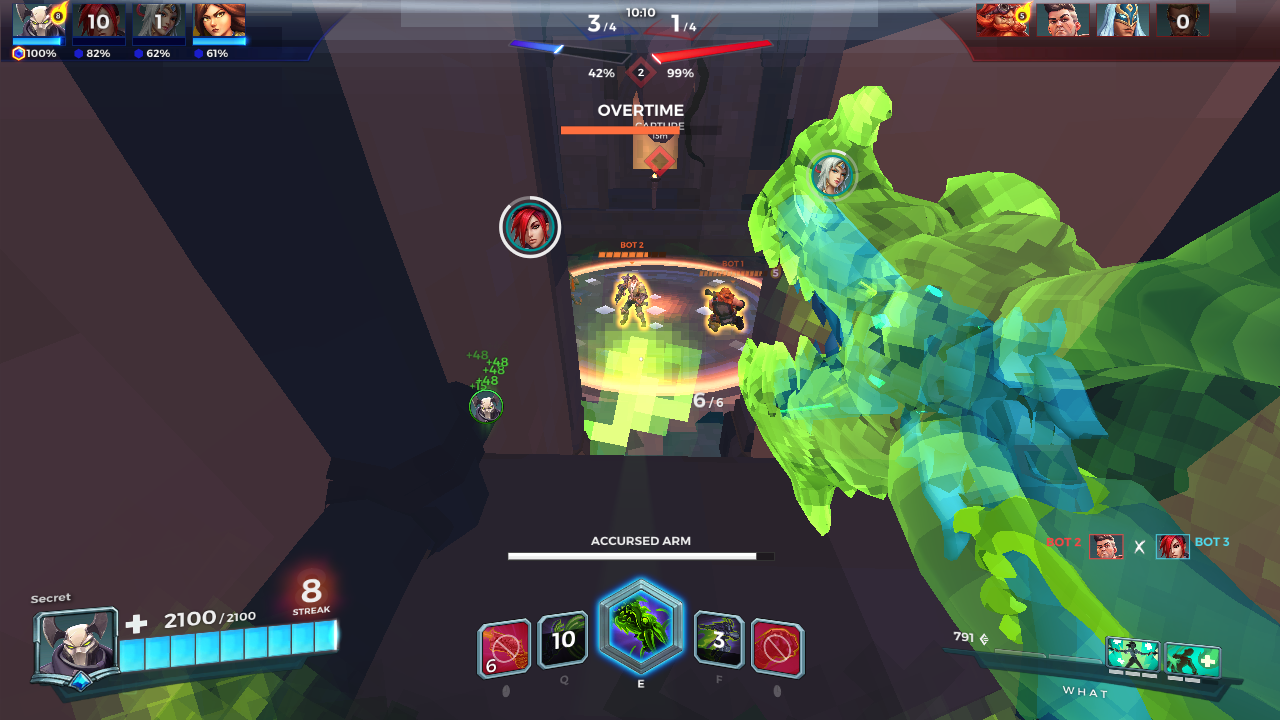 8
10
1
100%
82%
62%
61%
10:10
3/4
1/4
42%
2
99%
5
0
OVERTIME
CAPTURE
15m
BOT 2
BOT 1
5
+48
+48
+48
+48
6/6
ACCURSED ARM
BOT 2
BOT 3
Secret
2100/2100
8
STREAK
6
10
3
Q
E
F
791
WHAT